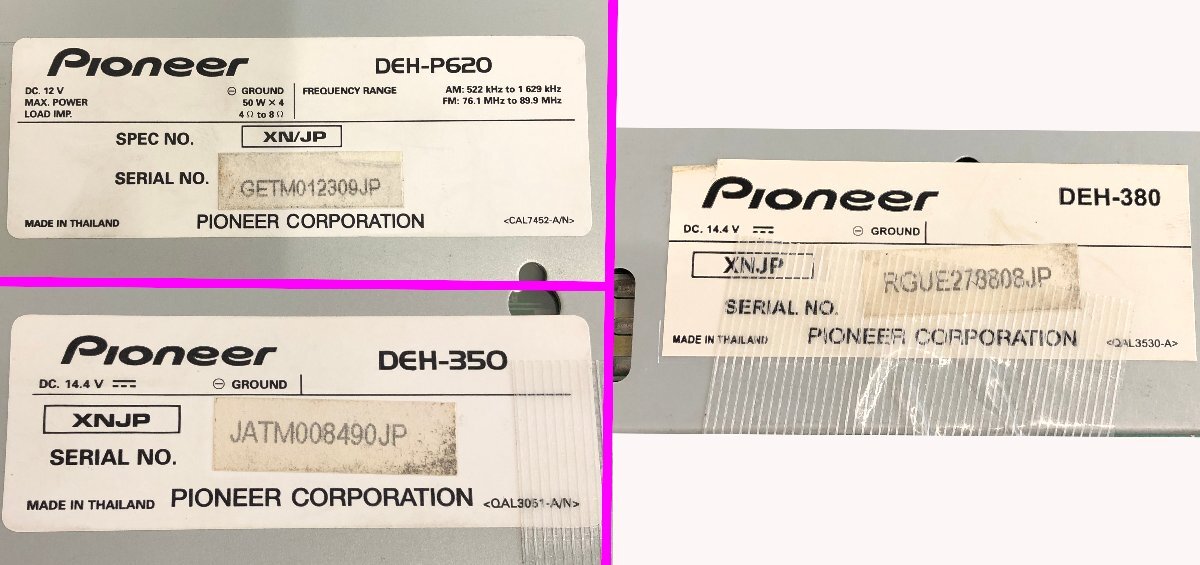 Pioneer DEH-P620
DC. 12 V ⊖ GROUND FREQUENCY RANGE AM: 522 kHz to 1 629 kHz
MAX. POWER 50 W × 4 FM: 76.1 MHz to 89.9 MHz
LOAD IMP. 4 Ω to 8 Ω
SPEC NO. XN/JP
SERIAL NO. GETM012309JP
MADE IN THAILAND PIONEER CORPORATION <CAL7452-A/N>
Pioneer DEH-350
DC. 14.4 V ⊖ GROUND
XNJP
SERIAL NO. JATM008490JP
MADE IN THAILAND PIONEER CORPORATION <QAL3051-A/N>
Pioneer DEH-380
DC. 14.4 V ⊖ GROUND
XNJP
SERIAL NO. RGUE278808JP
MADE IN THAILAND PIONEER CORPORATION <QAL3530-A>